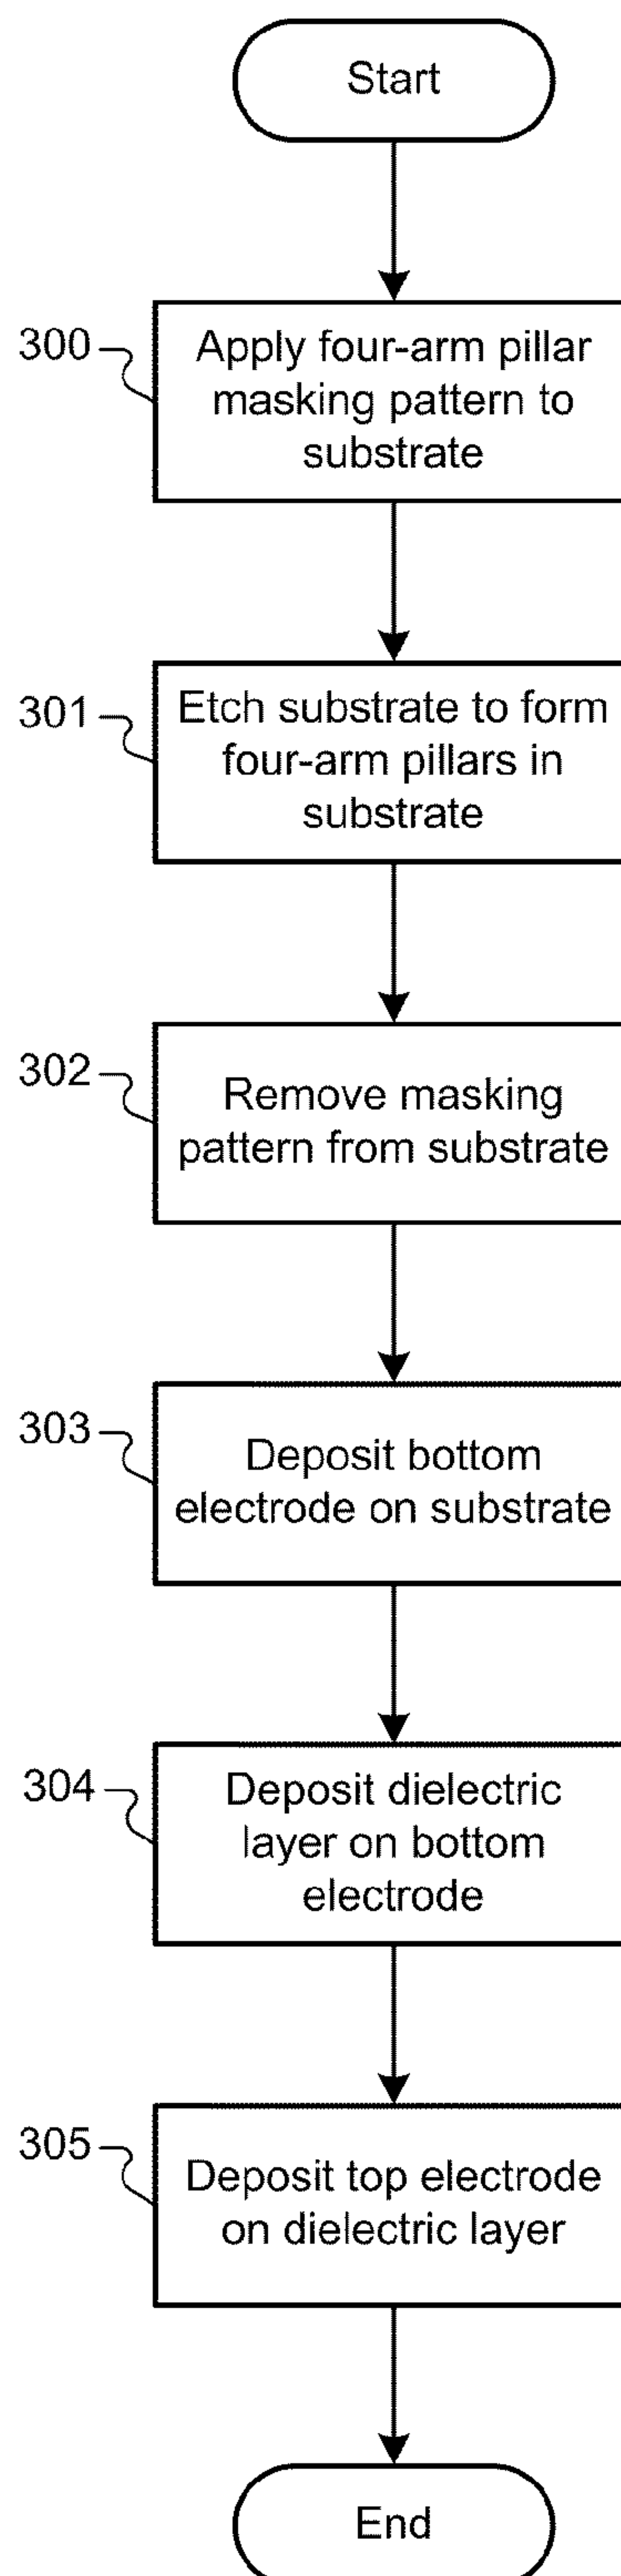 Start
300
Apply four-arm pillar
masking pattern to
substrate
301
Etch substrate to form
four-arm pillars in
substrate
302
Remove masking
pattern from substrate
303
Deposit bottom
electrode on substrate
304
Deposit dielectric
layer on bottom
electrode
305
Deposit top electrode
on dielectric layer
End